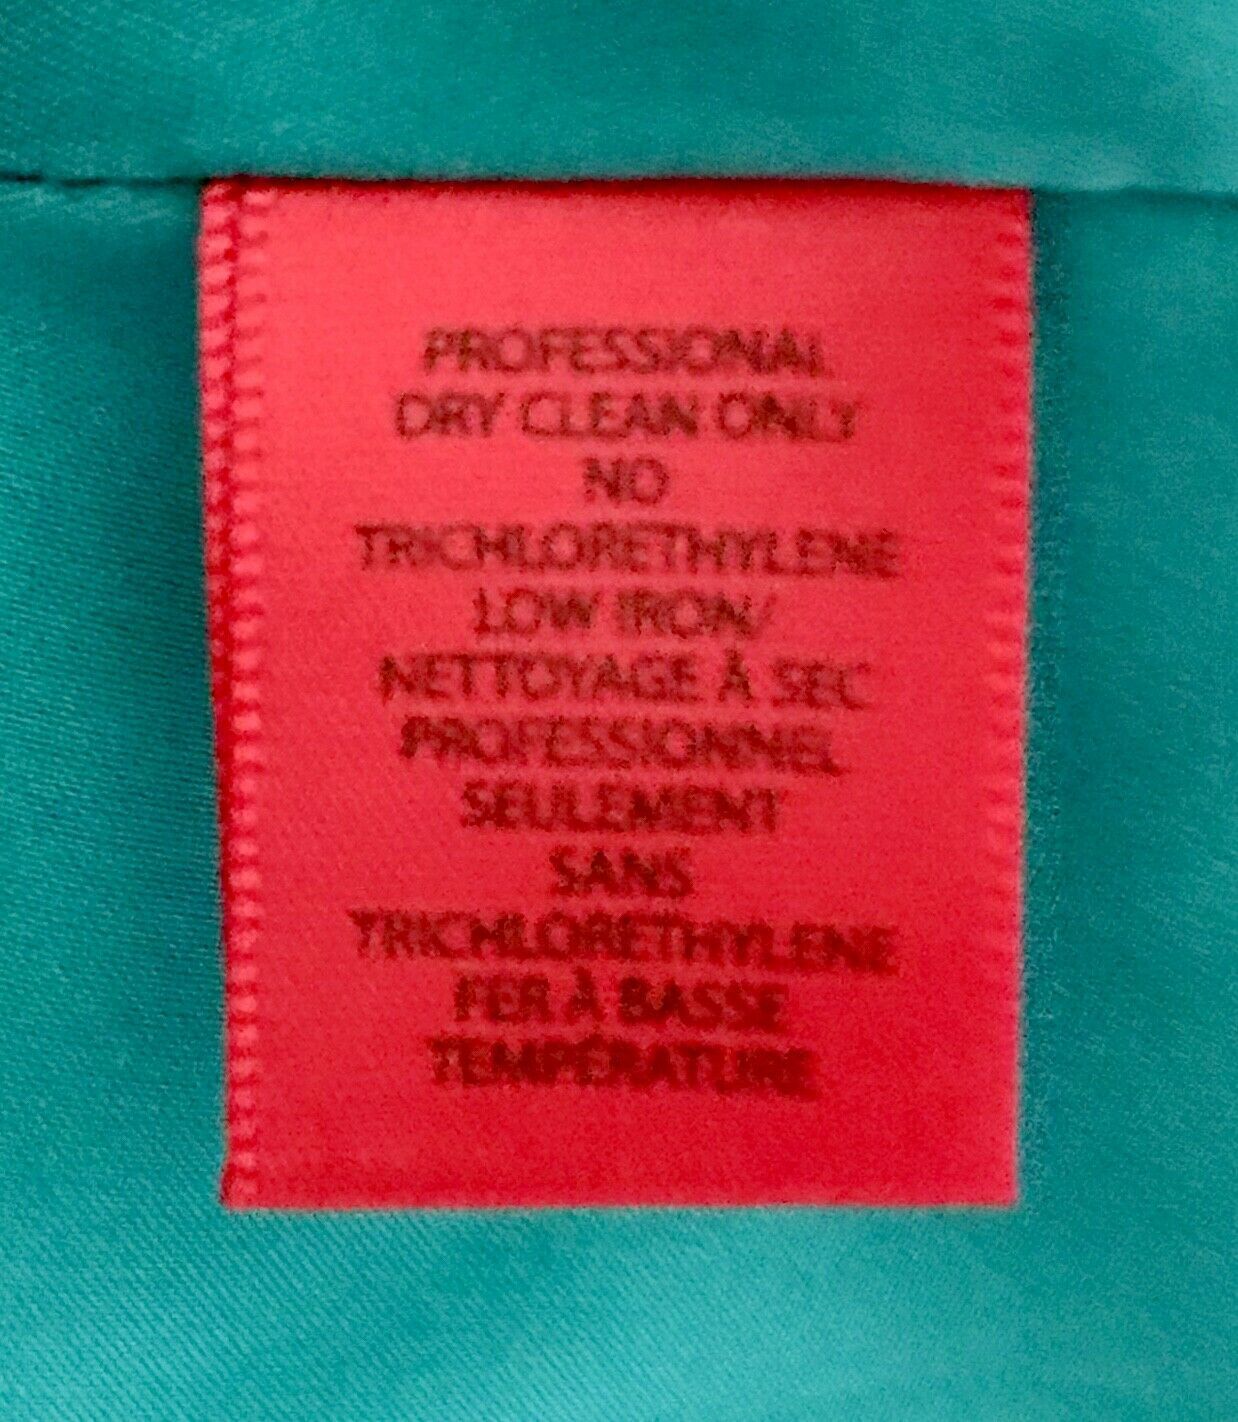 PROFESSIONAL
DRY CLEAN ONLY
NO
TRICHLORETHYLENE
LOW IRON/
NETTOYAGE À SEC
PROFESSIONNEL
SEULEMENT
SANS
TRICHLORETHYLENE
FER À BASSE
TEMPÉRATURE